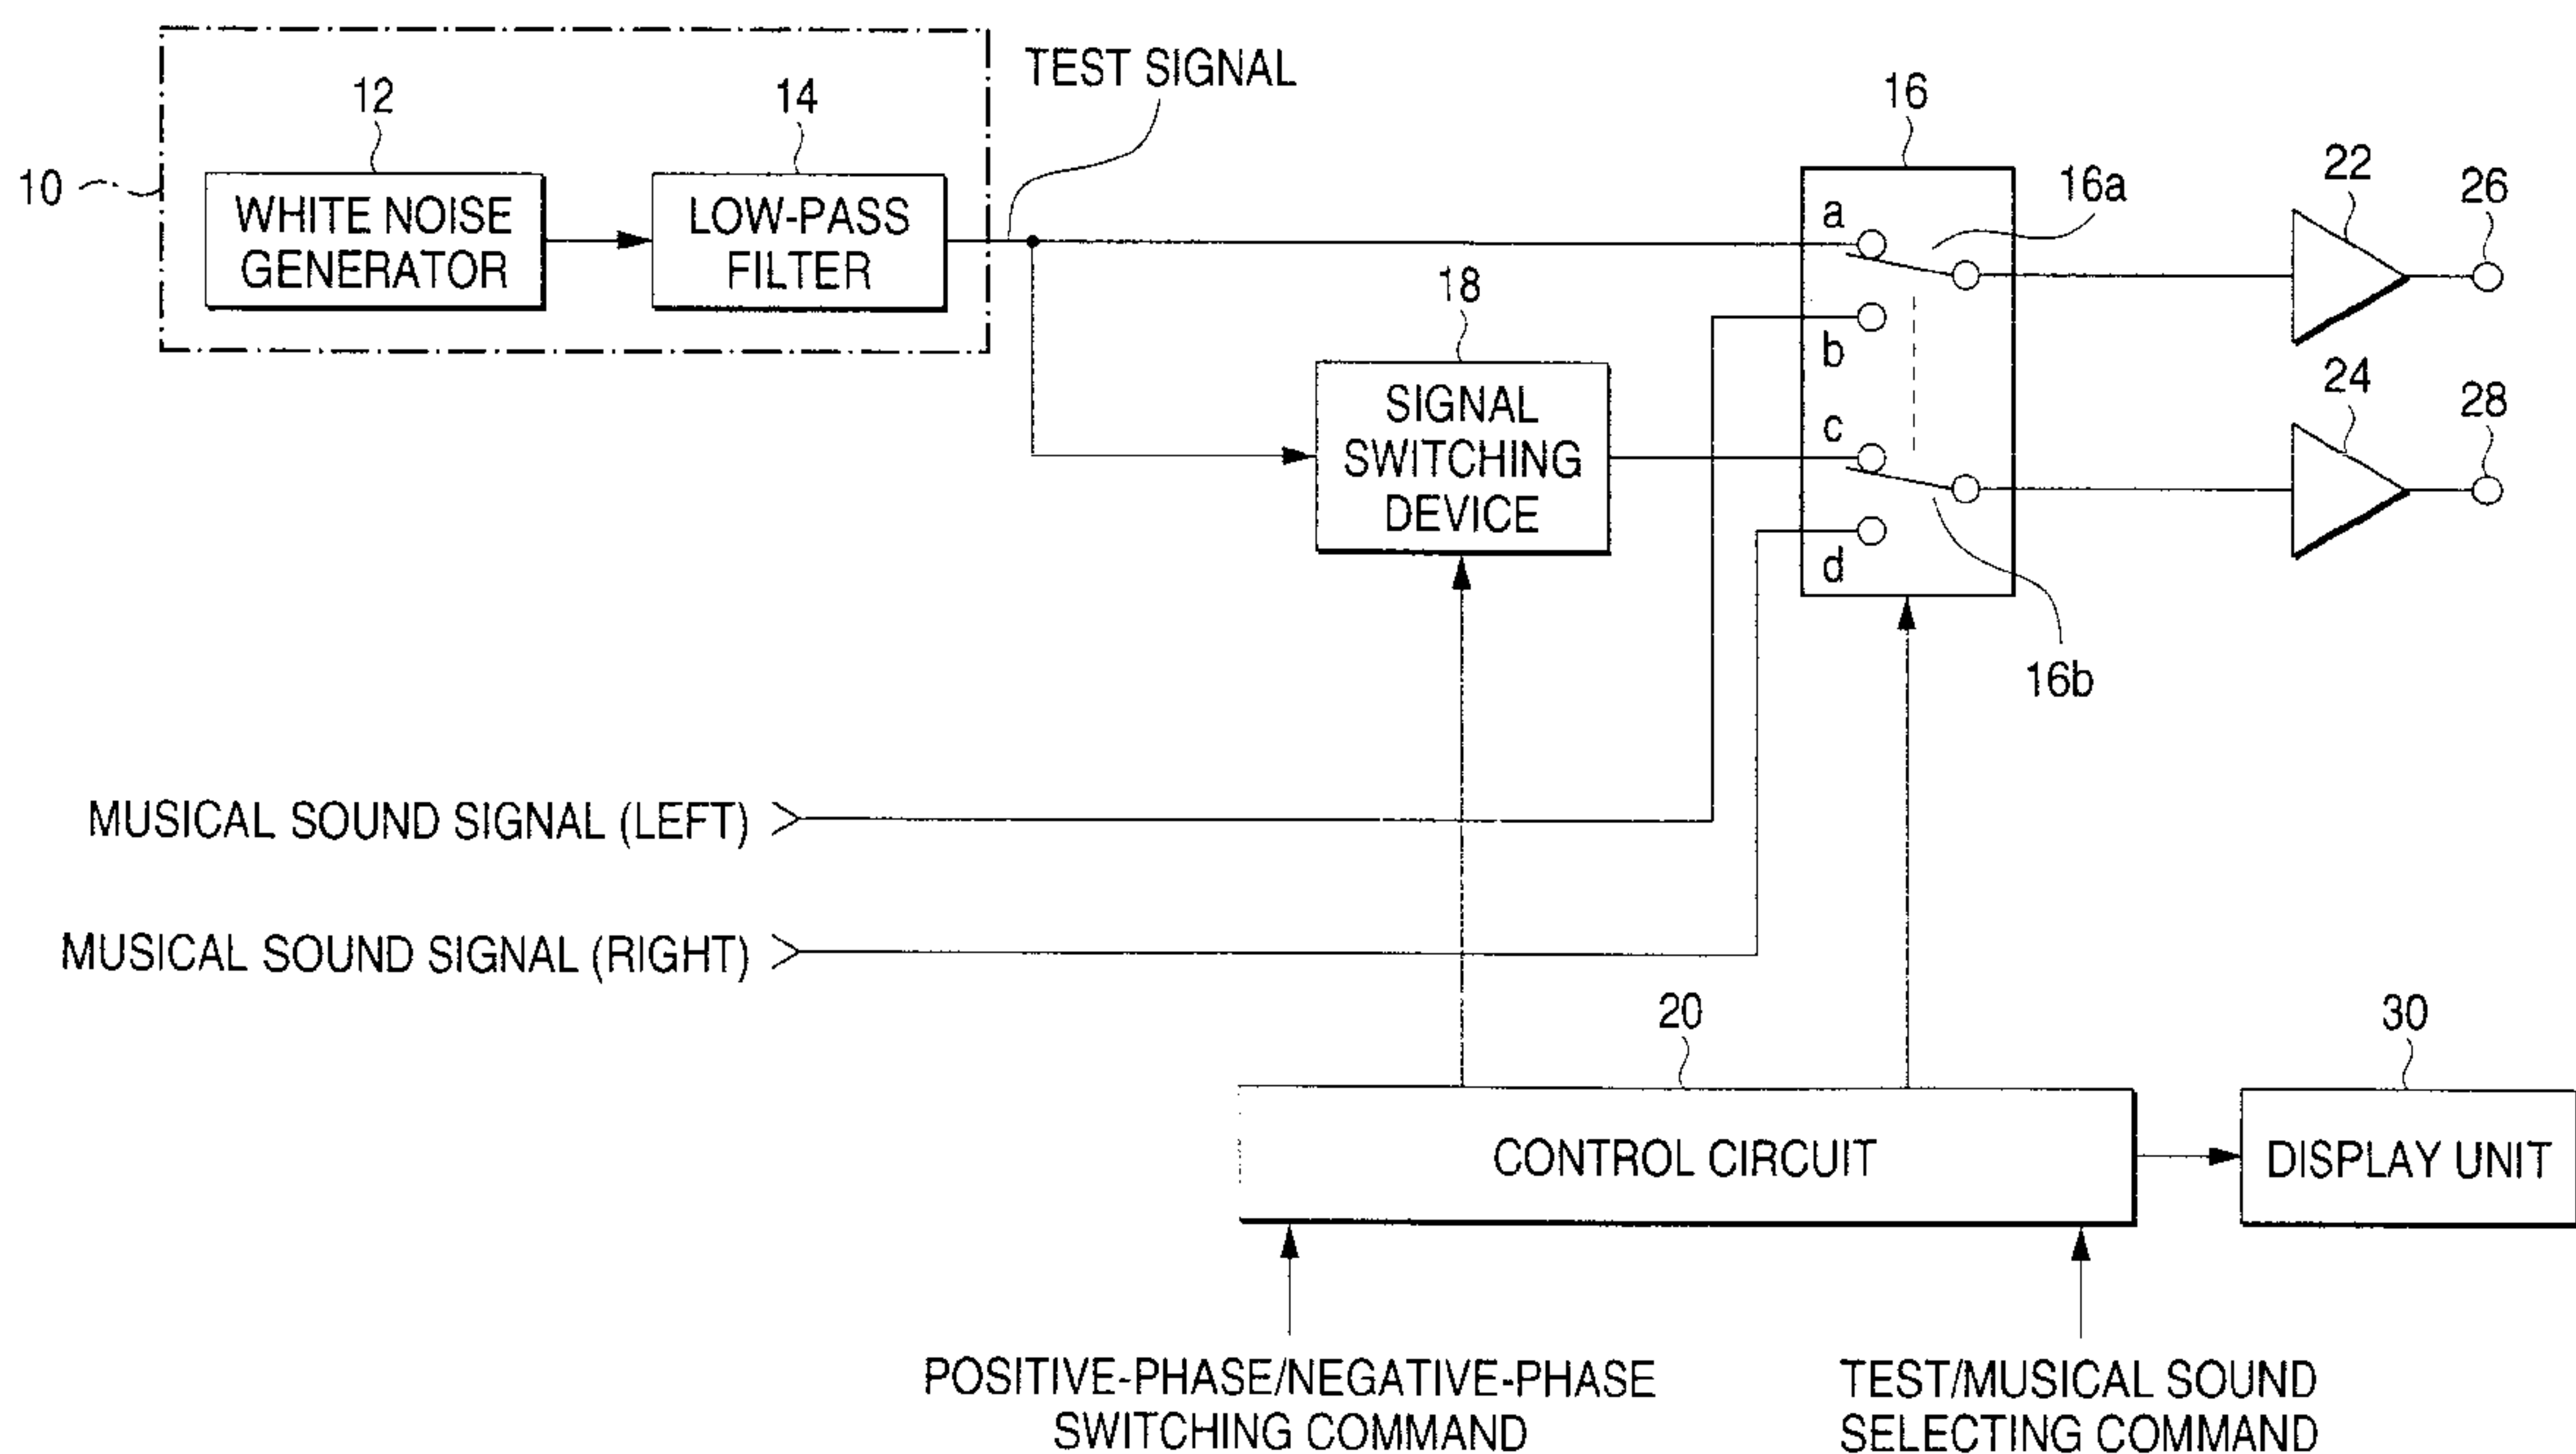 TEST SIGNAL
12
14
16
16a
22
26
10
WHITE NOISE
GENERATOR
LOW-PASS
FILTER
a
b
18
SIGNAL
SWITCHING
DEVICE
c
d
24
28
16b
MUSICAL SOUND SIGNAL (LEFT)
MUSICAL SOUND SIGNAL (RIGHT)
20
30
CONTROL CIRCUIT
DISPLAY UNIT
POSITIVE-PHASE/NEGATIVE-PHASE
SWITCHING COMMAND
TEST/MUSICAL SOUND
SELECTING COMMAND